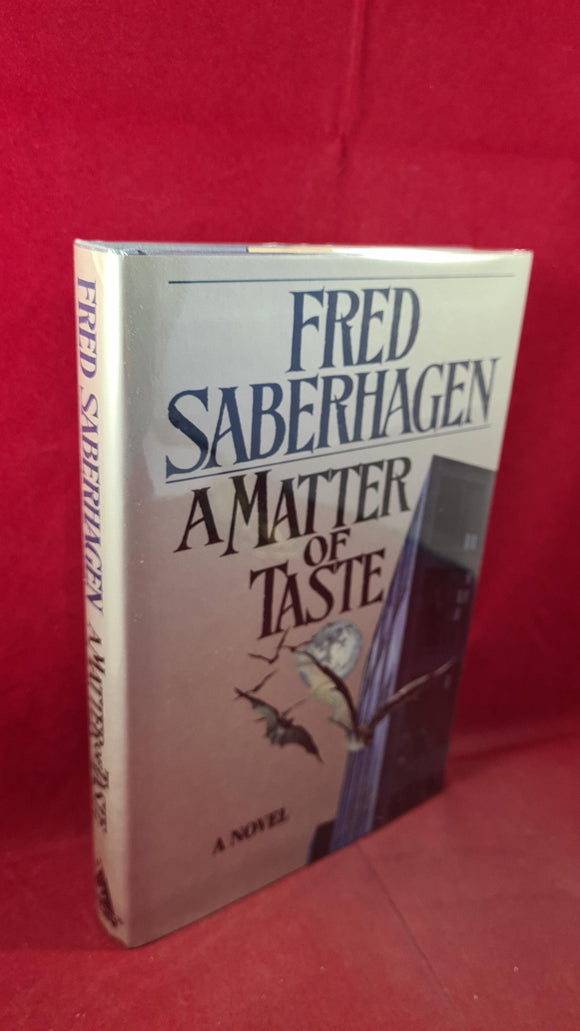 FRED
SABERHAGEN
A MATTER
OF
TASTE
A NOVEL
FRED SABERHAGEN A MATTER OF TASTE